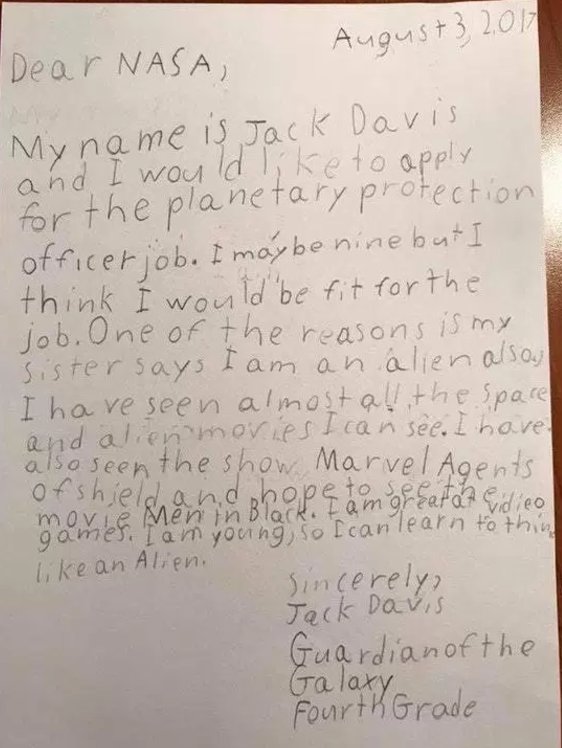 August 3, 2017
Dear NASA,
My name is Jack Davis
and I would like to apply
for the planetary protection
officer job. I may be nine but I
think I would be fit for the
job. One of the reasons is my
sister says I am an alien also,
I have seen almost all the space
and alien movies I can see. I have
also seen the show Marvel Agents
of shield and hope to see the
movie Men in Black. I am great at vidieo
games. I am young, so I can learn to think
like an Alien.
Sincerely,
Jack Davis
Guardian of the
Galaxy
Fourth Grade